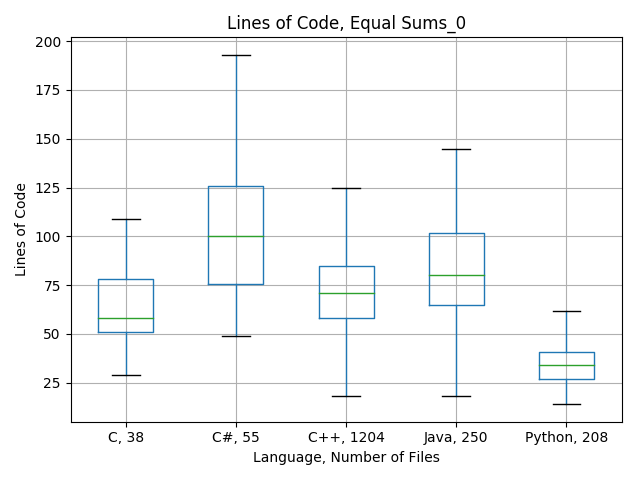 Lines of Code, Equal Sums_0
200
175
150
125
100
75
50
25
Lines of Code
C, 38
C#, 55
C++, 1204
Java, 250
Python, 208
Language, Number of Files